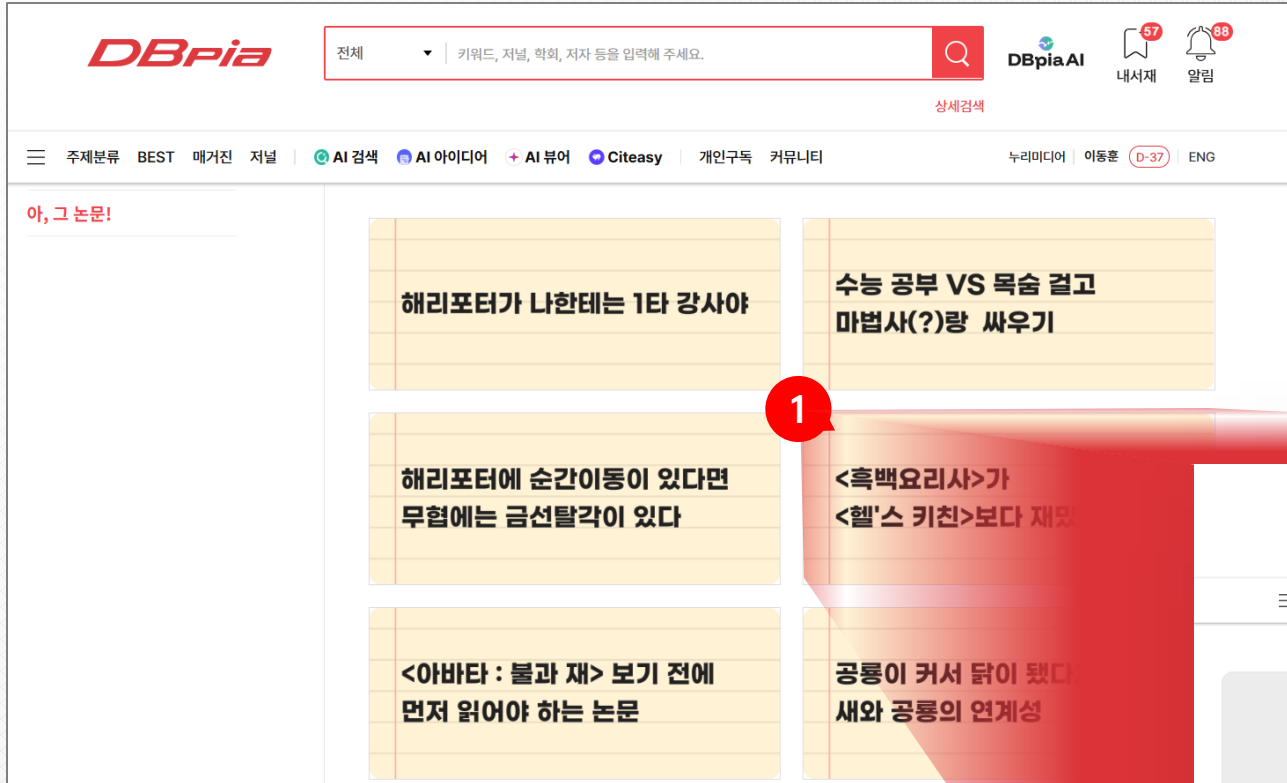 DBpia
전체
키워드, 저널, 학회, 저자 등을 입력해 주세요.
DBpia AI
57
내서재
88
알림
상세검색
주제분류 BEST 매거진 저널 AI 검색 AI 아이디어 AI 뷰어 Citeasy 개인구독 커뮤니티 누리미디어 이동훈 D-37 ENG
아, 그 논문!
해리포터가 나한테는 1타 강사야
수능 공부 VS 목숨 걸고
마법사(?)랑 싸우기
1
해리포터에 순간이동이 있다면
무협에는 금선탈각이 있다
<흑백요리사>가
<헬'스 키친>보다
<아바타 : 불과 재> 보기 전에
먼저 읽어야 하는 논문
공룡이 커서 닭이 됐다
새와 공룡의 연계성